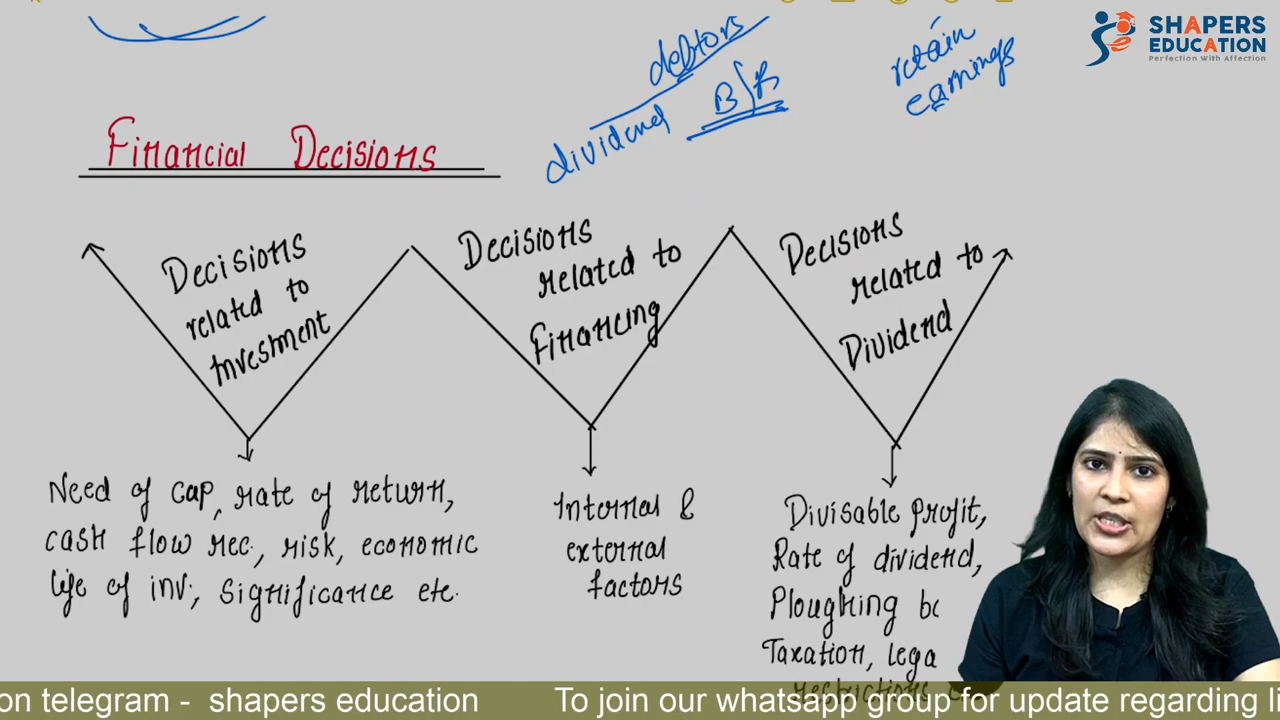 SHAPERS
EDUCATION
Perfection With Affection
debtors
dividend B/R
retain
earnings
Financial Decisions
Decisions
related to
Investment
Decisions
related to
Financing
Decisions
related to
Dividend
Need of cap, rate of return,
cash flow rec., risk, economic
life of inv., significance etc.
Internal &
external
factors
Divisable profit,
Rate of dividend,
Ploughing bc
Taxation, lega
restrictions
on telegram - shapers education To join our whatsapp group for update regarding li